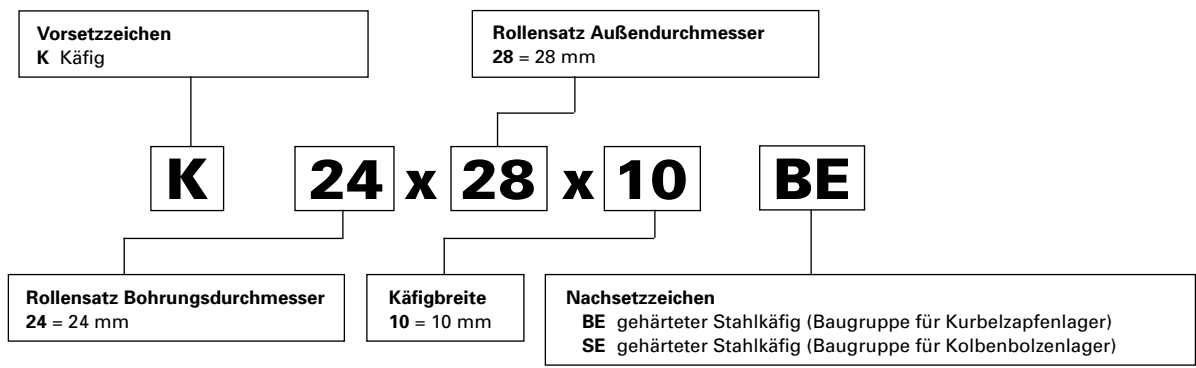 Vorsetzzeichen
K Käfig
Rollensatz Außendurchmesser
28 = 28 mm
K 24 x 28 x 10 BE
Rollensatz Bohrungsdurchmesser
24 = 24 mm
Käfigbreite
10 = 10 mm
Nachsetzzeichen
BE gehärteter Stahlkäfig (Baugruppe für Kurbelzapfenlager)
SE gehärteter Stahlkäfig (Baugruppe für Kolbenbolzenlager)